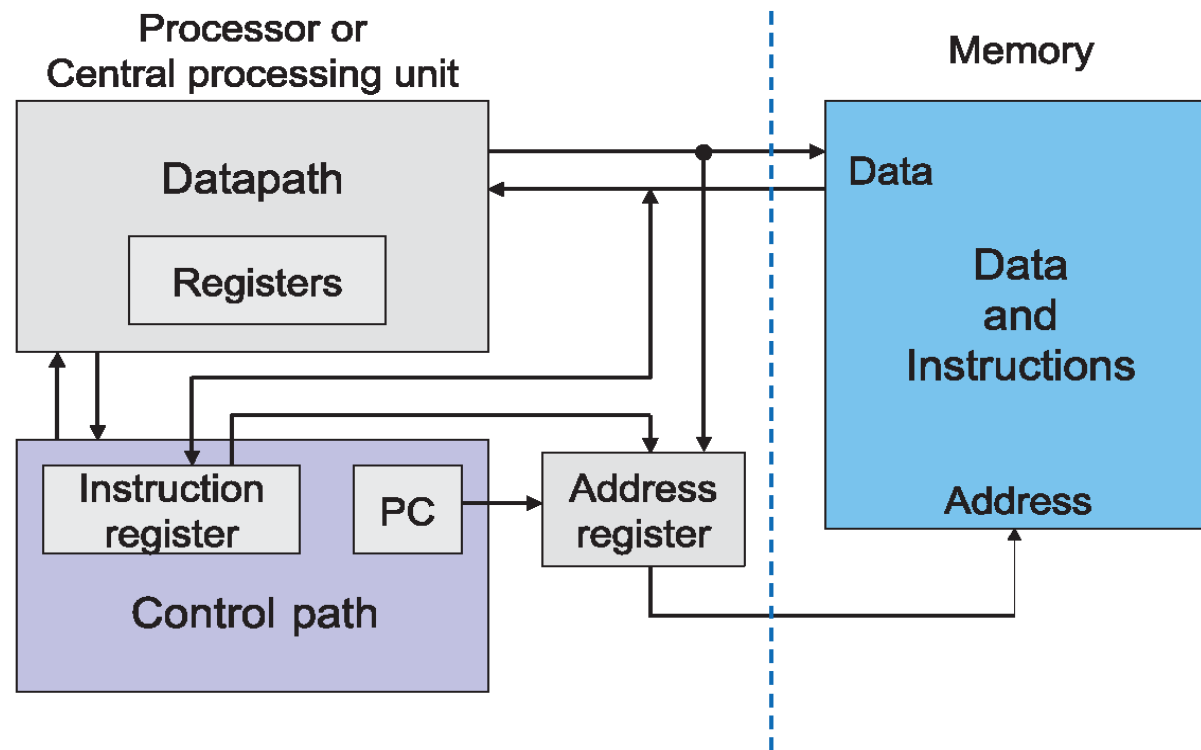 Processor or
Central processing unit
Memory
Datapath
Registers
Data
Data
and
Instructions
Address
Instruction
register
PC
Address
register
Control path